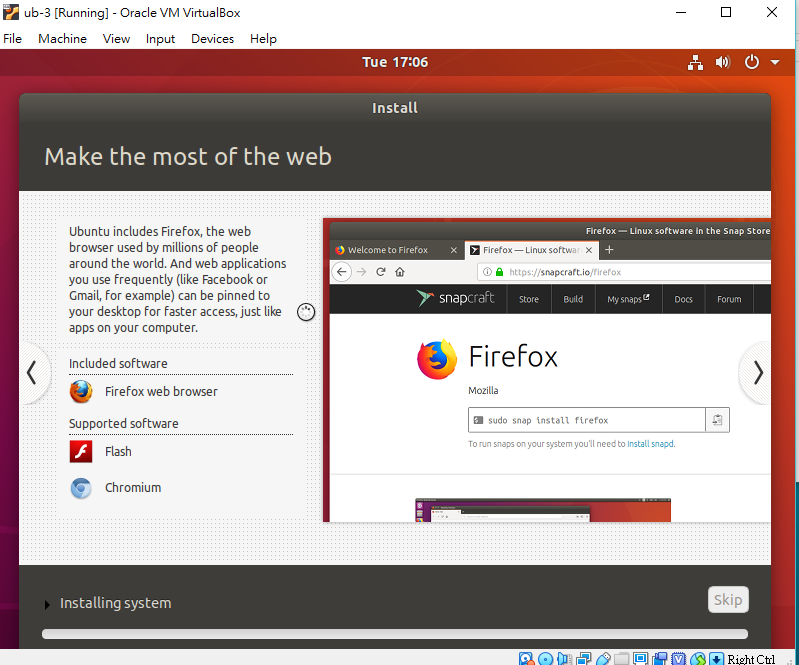 ub-3 [Running] - Oracle VM VirtualBox
File Machine View Input Devices Help
Tue 17:06
Install
Make the most of the web
Ubuntu includes Firefox, the web
browser used by millions of people
around the world. And web applications
you use frequently (like Facebook or
Gmail, for example) can be pinned to
your desktop for faster access, just like
apps on your computer.
Included software
Firefox web browser
Supported software
Flash
Chromium
Firefox — Linux software in the Snap Store
Welcome to Firefox
Firefox — Linux softwar
https://snapcraft.io/firefox
snapcraft Store Build My snaps Docs Forum
Firefox
Mozilla
sudo snap install firefox
To run snaps on your system you'll need to install snapd.
Installing system
Skip
Right Ctrl